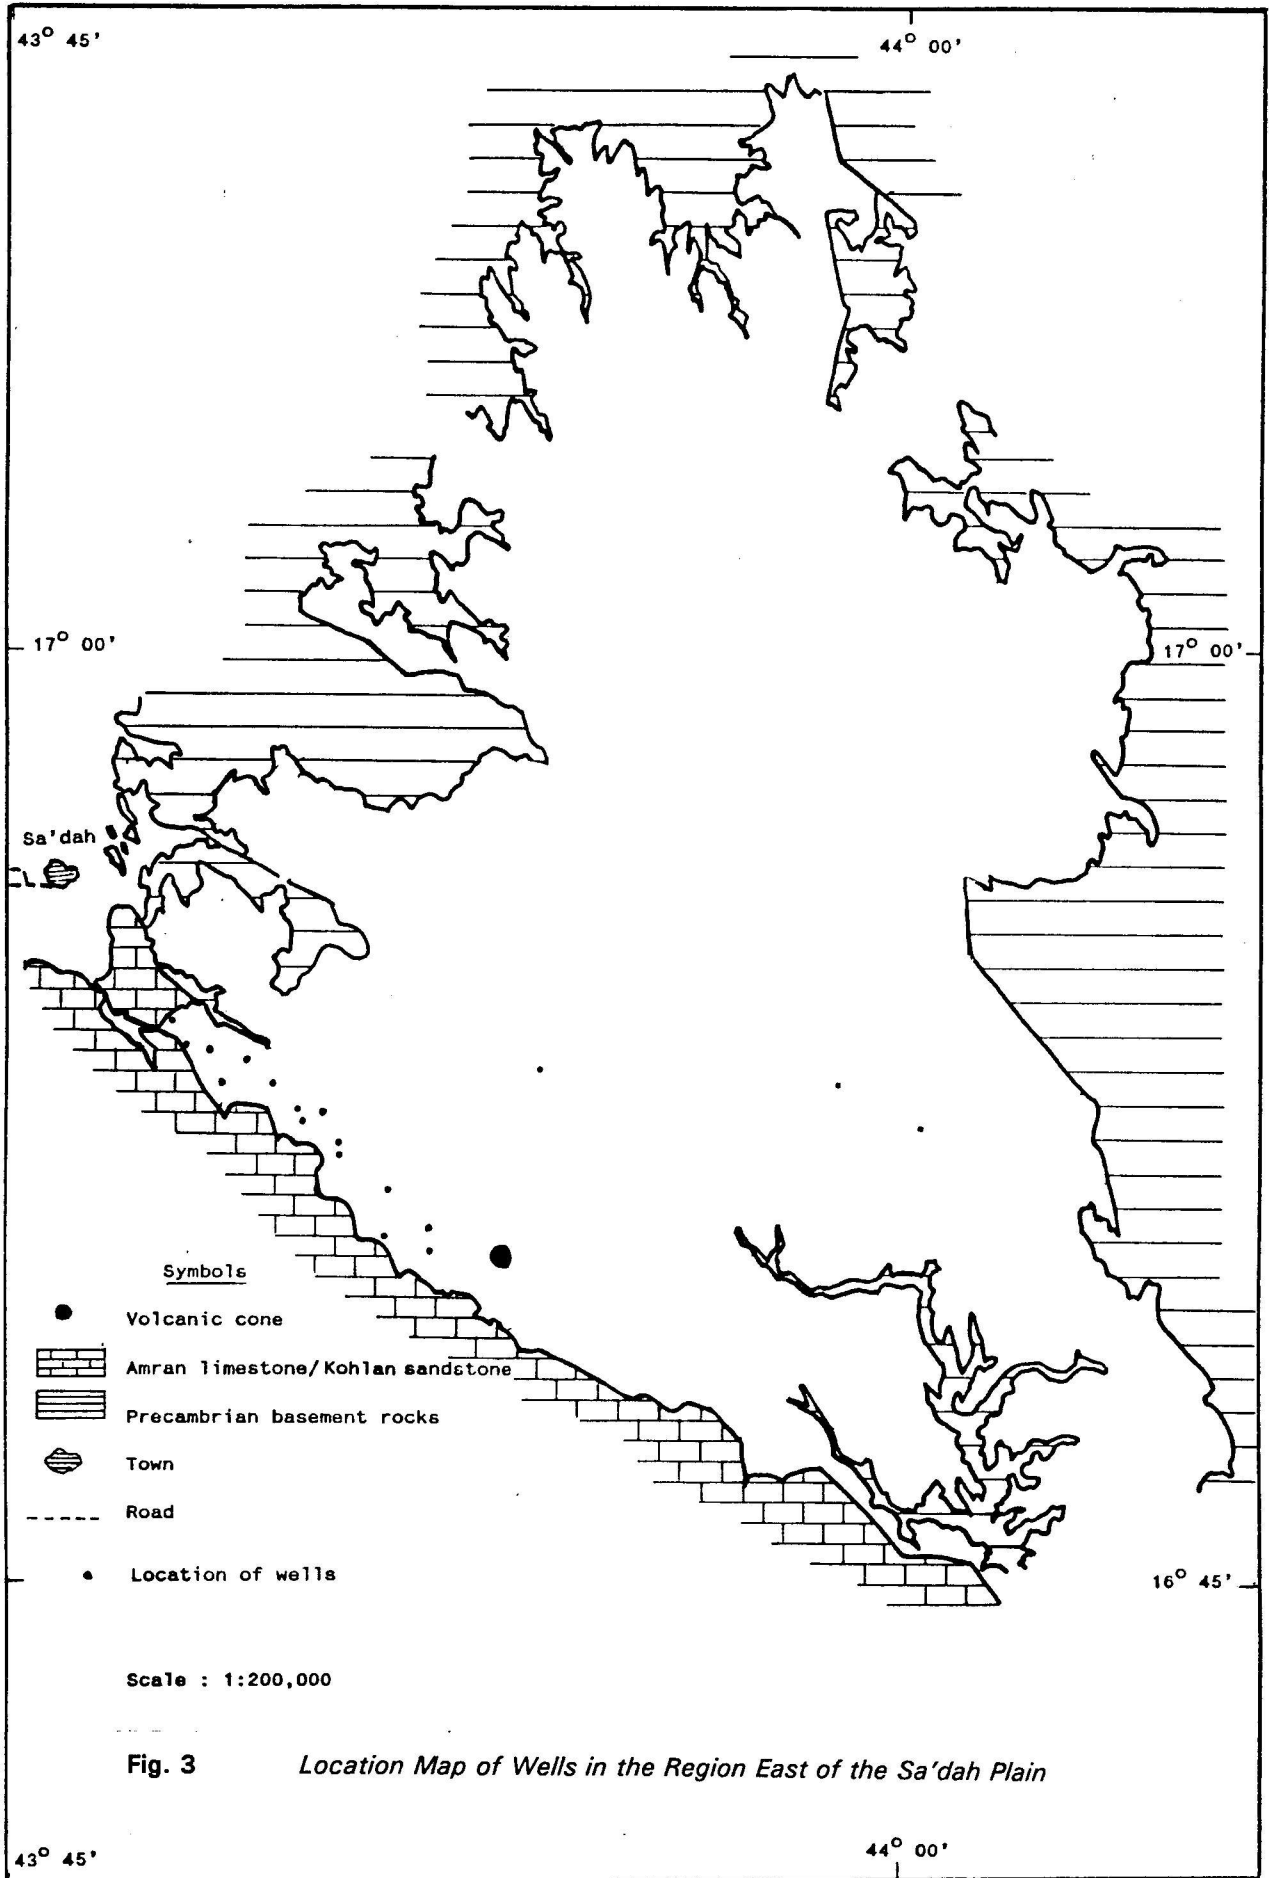 43° 45'
44° 00'
17° 00'
17° 00'
Sa'dah
Symbols
Volcanic cone
Amran limestone/Kohlan sandstone
Precambrian basement rocks
Town
Road
Location of wells
16° 45'
Scale : 1:200,000
Fig. 3 Location Map of Wells in the Region East of the Sa'dah Plain
43° 45'
44° 00'